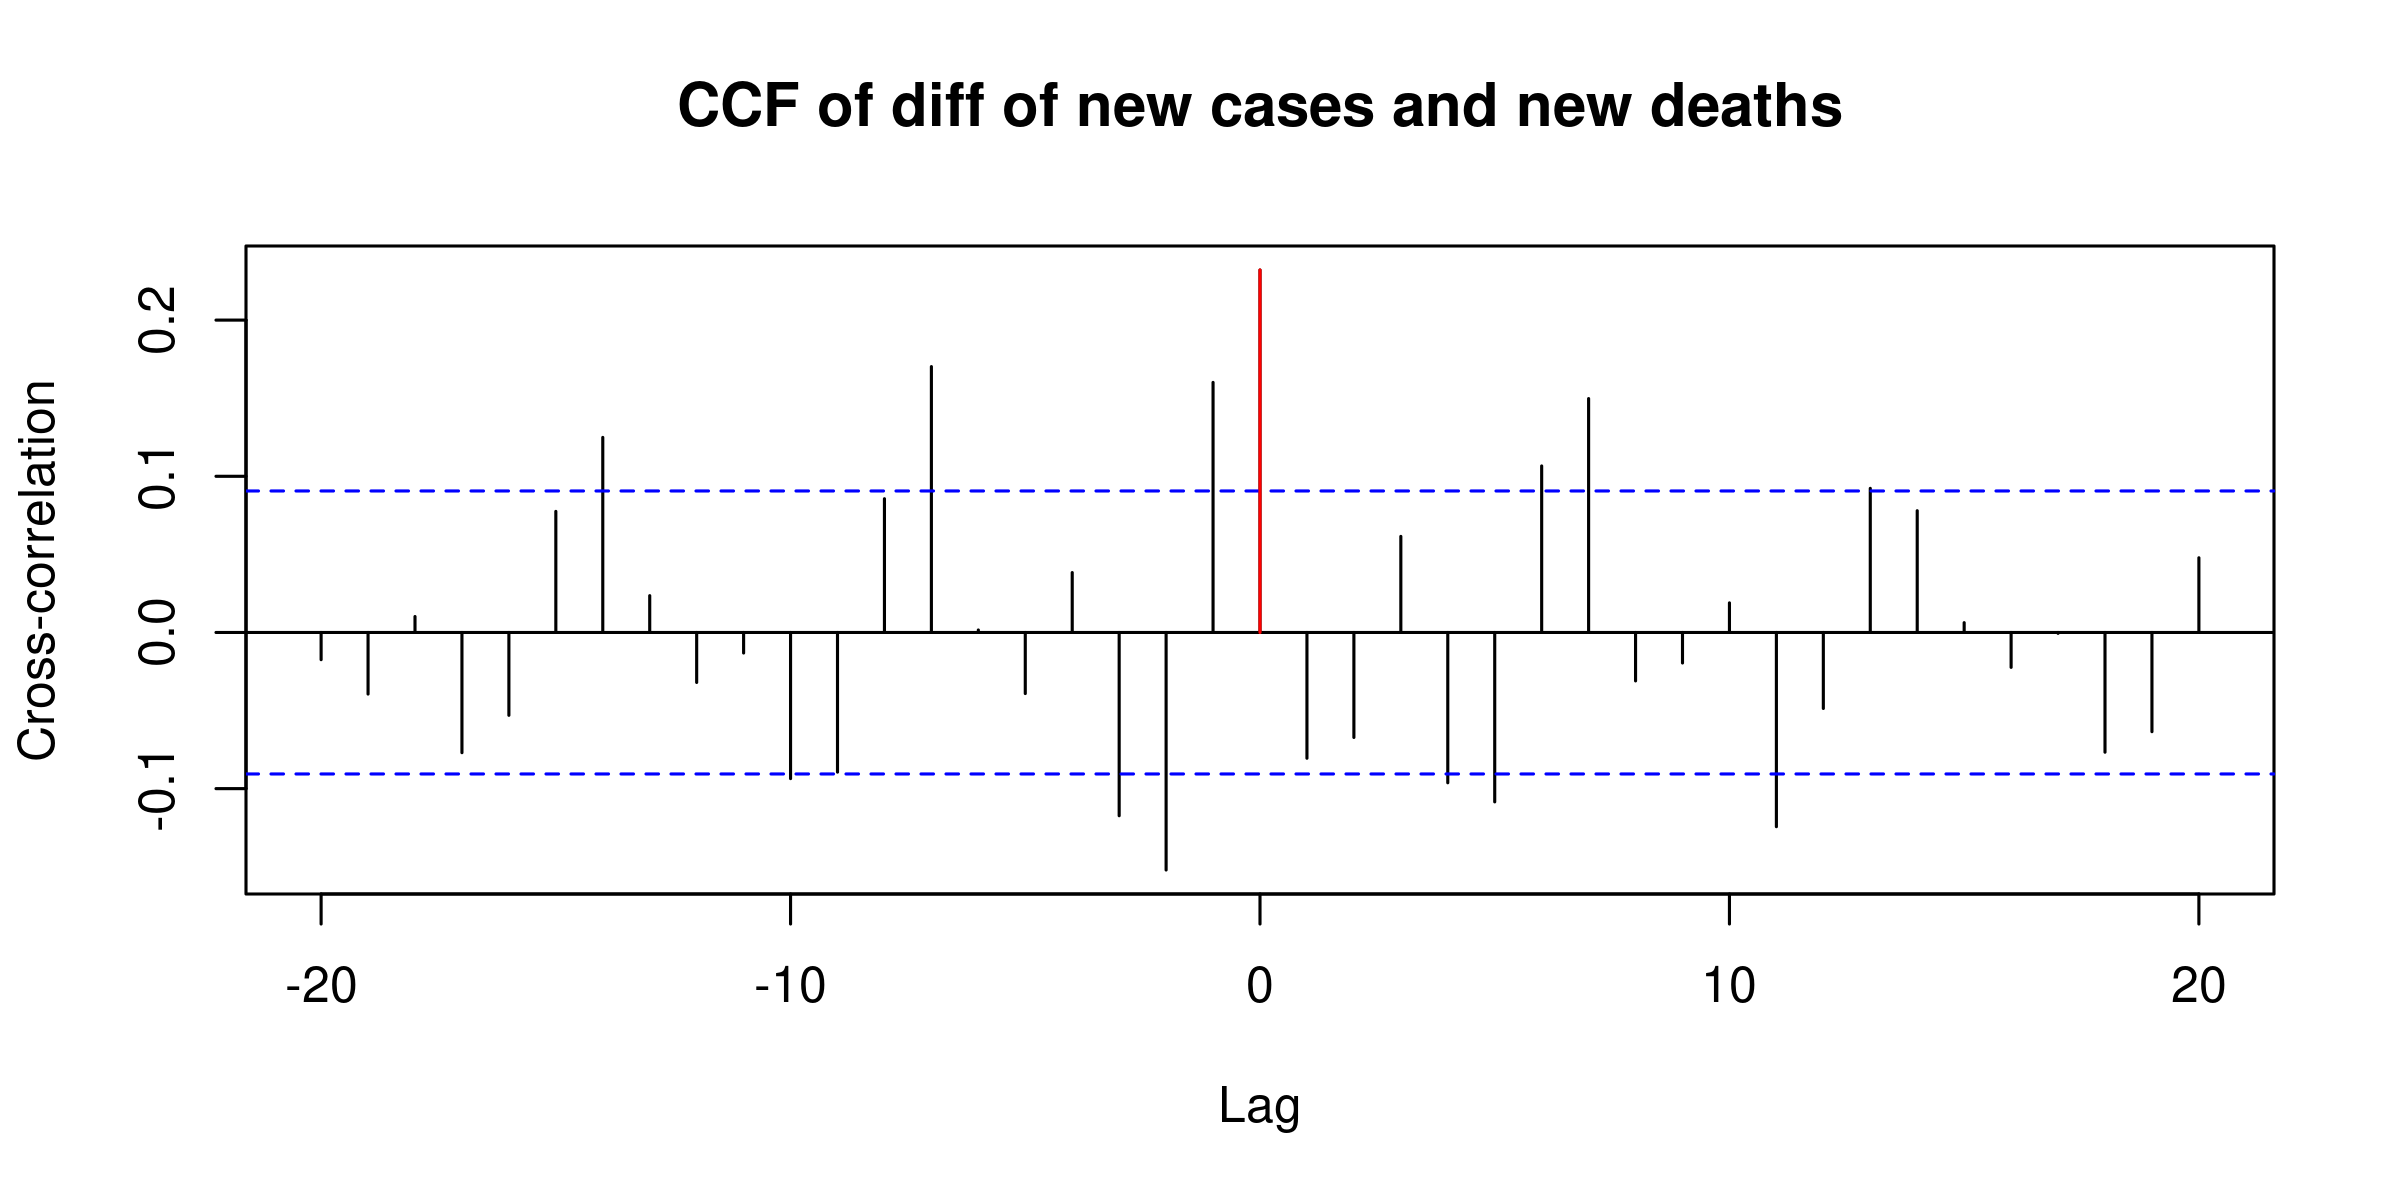 CCF of diff of new cases and new deaths
Cross-correlation
0.2
0.1
0.0
-0.1
-20 -10 0 10 20
Lag